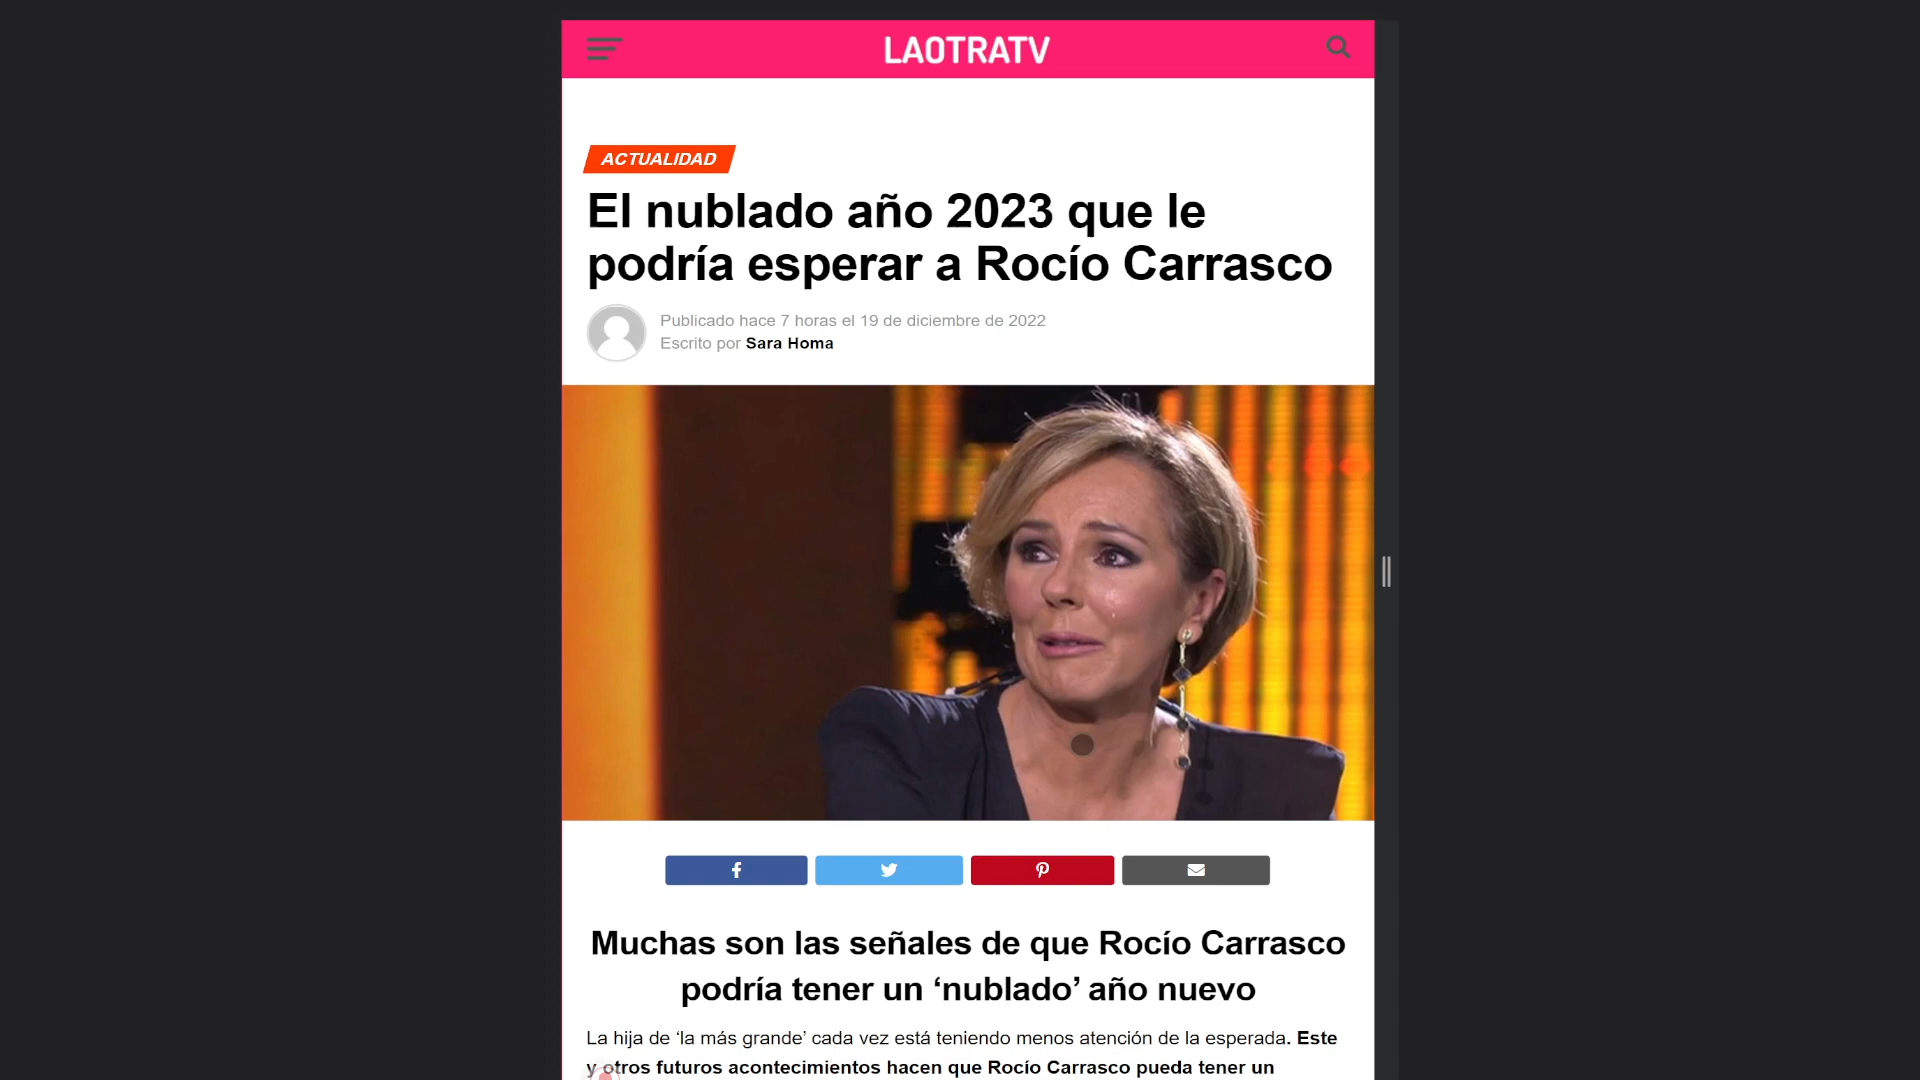 LAOTRATV
ACTUALIDAD
El nublado año 2023 que le
podría esperar a Rocío Carrasco
Publicado hace 7 horas el 19 de diciembre de 2022
Escrito por Sara Homa
Muchas son las señales de que Rocío Carrasco
podría tener un ‘nublado’ año nuevo
La hija de ‘la más grande’ cada vez está teniendo menos atención de la esperada. Este
y otros futuros acontecimientos hacen que Rocío Carrasco pueda tener un